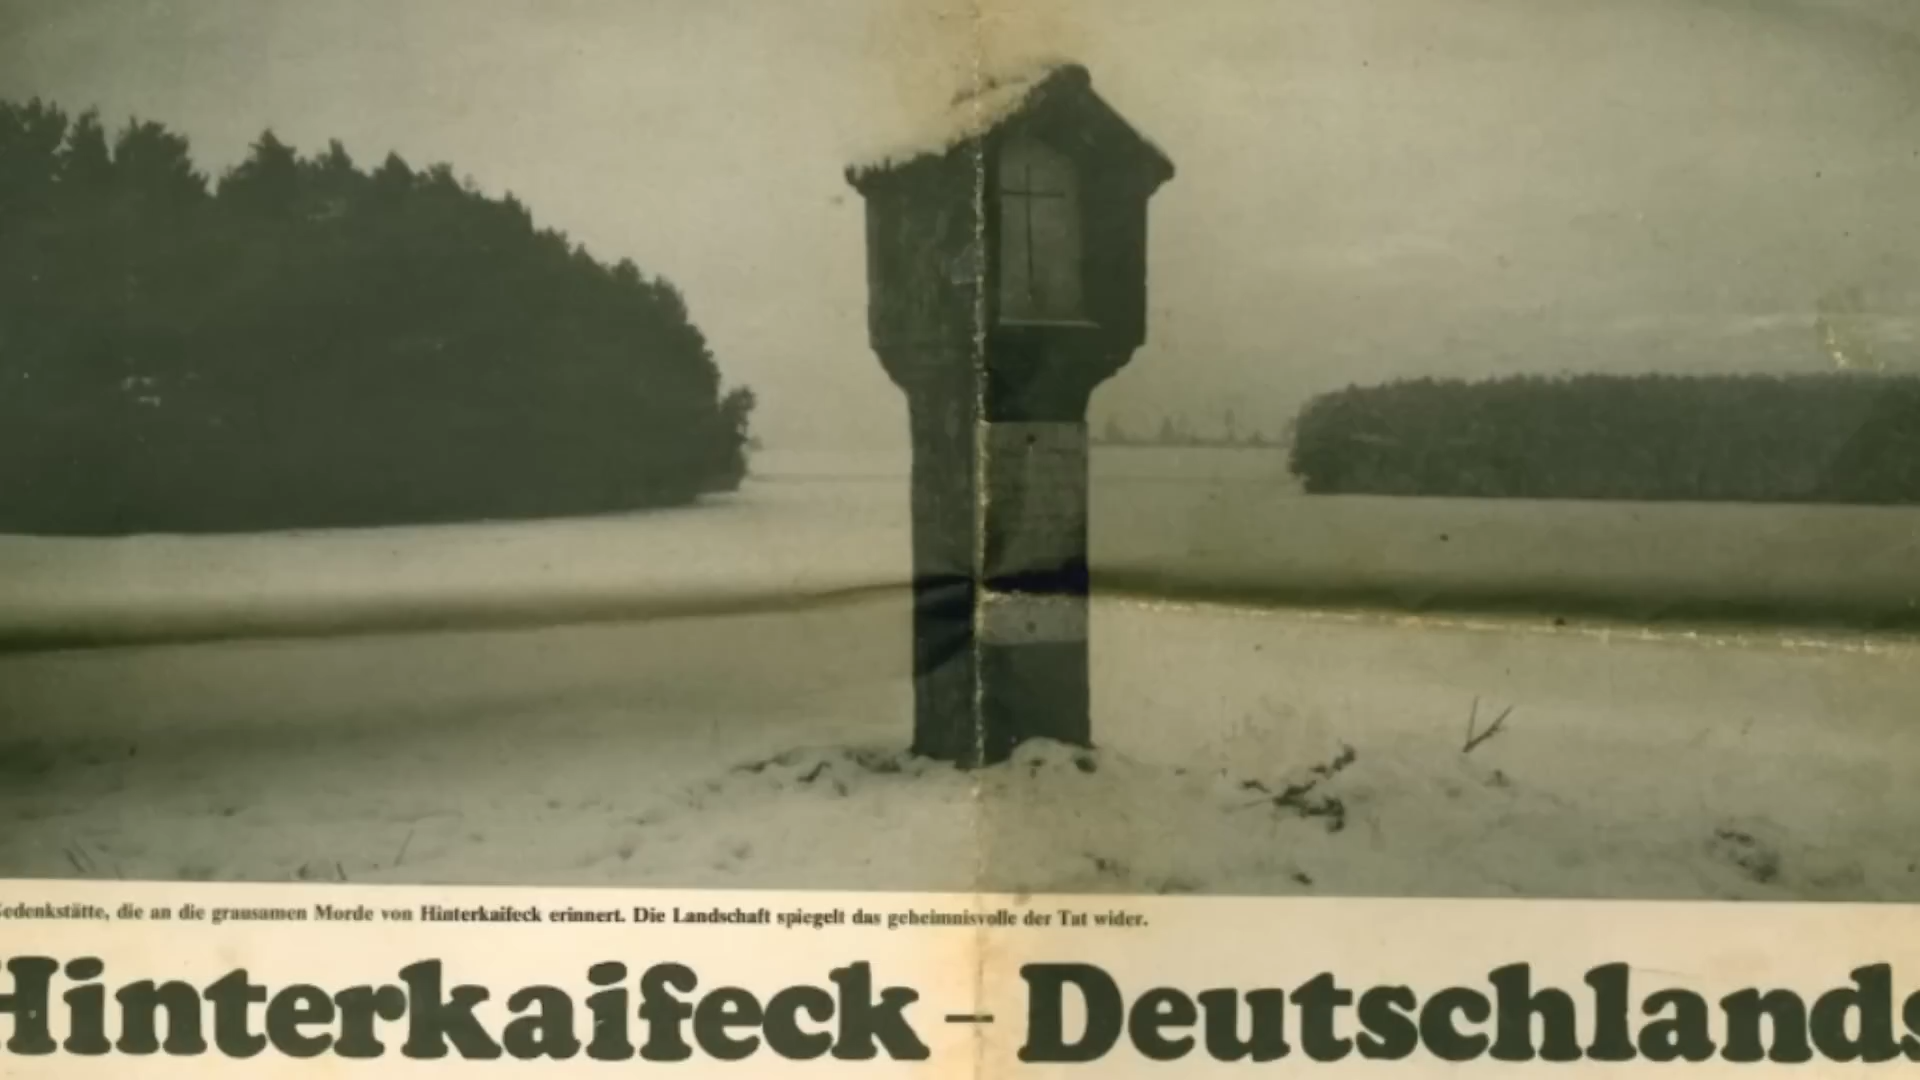 Gedenkstätte, die an die grausamen Morde von Hinterkaifeck erinnert. Die Landschaft spiegelt das geheimnisvolle der Tat wider.
Hinterkaifeck – Deutschlands